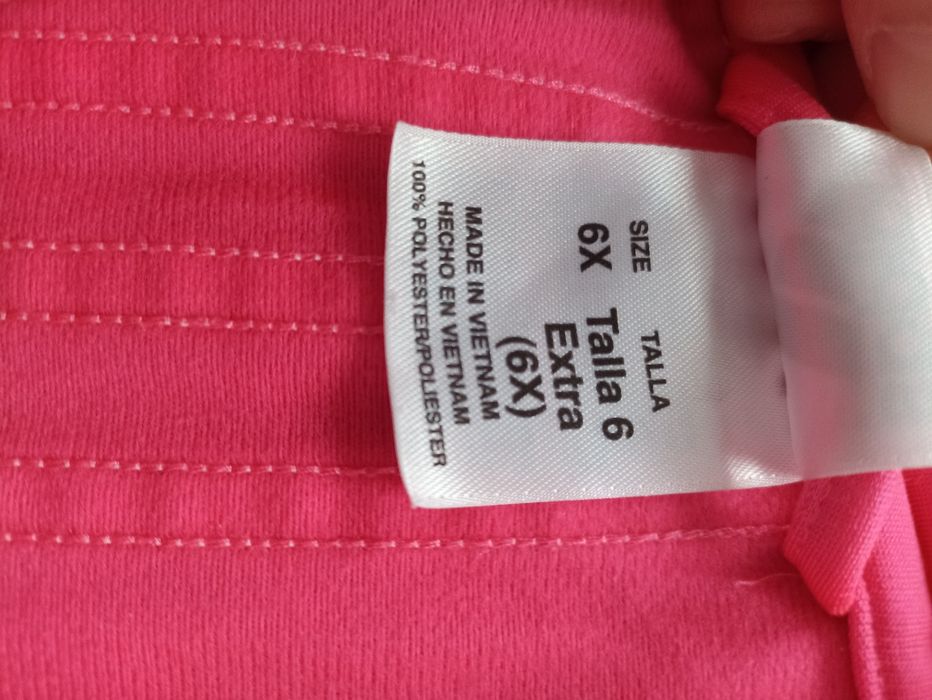 SIZE TALLA
6X Talla 6
Extra
(6X)
MADE IN VIETNAM
HECHO EN VIETNAM
100% POLYESTER/POLIESTER